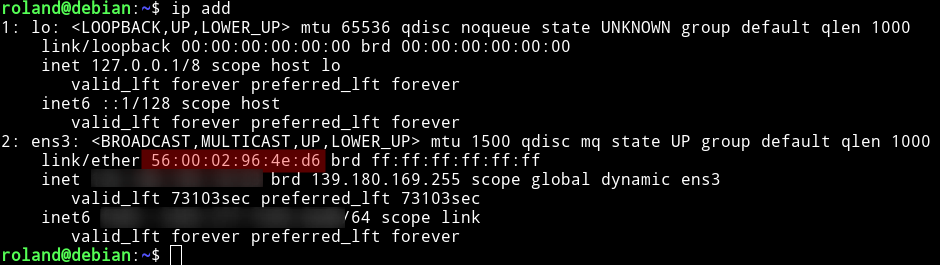 roland@debian:~$ ip add
1: lo: <LOOPBACK,UP,LOWER_UP> mtu 65536 qdisc noqueue state UNKNOWN group default qlen 1000
    link/loopback 00:00:00:00:00:00 brd 00:00:00:00:00:00
    inet 127.0.0.1/8 scope host lo
       valid_lft forever preferred_lft forever
    inet6 ::1/128 scope host
       valid_lft forever preferred_lft forever
2: ens3: <BROADCAST,MULTICAST,UP,LOWER_UP> mtu 1500 qdisc mq state UP group default qlen 1000
    link/ether 56:00:02:96:4e:d6 brd ff:ff:ff:ff:ff:ff
    inet brd 139.180.169.255 scope global dynamic ens3
       valid_lft 73103sec preferred_lft 73103sec
    inet6 /64 scope link
       valid_lft forever preferred_lft forever
roland@debian:~$